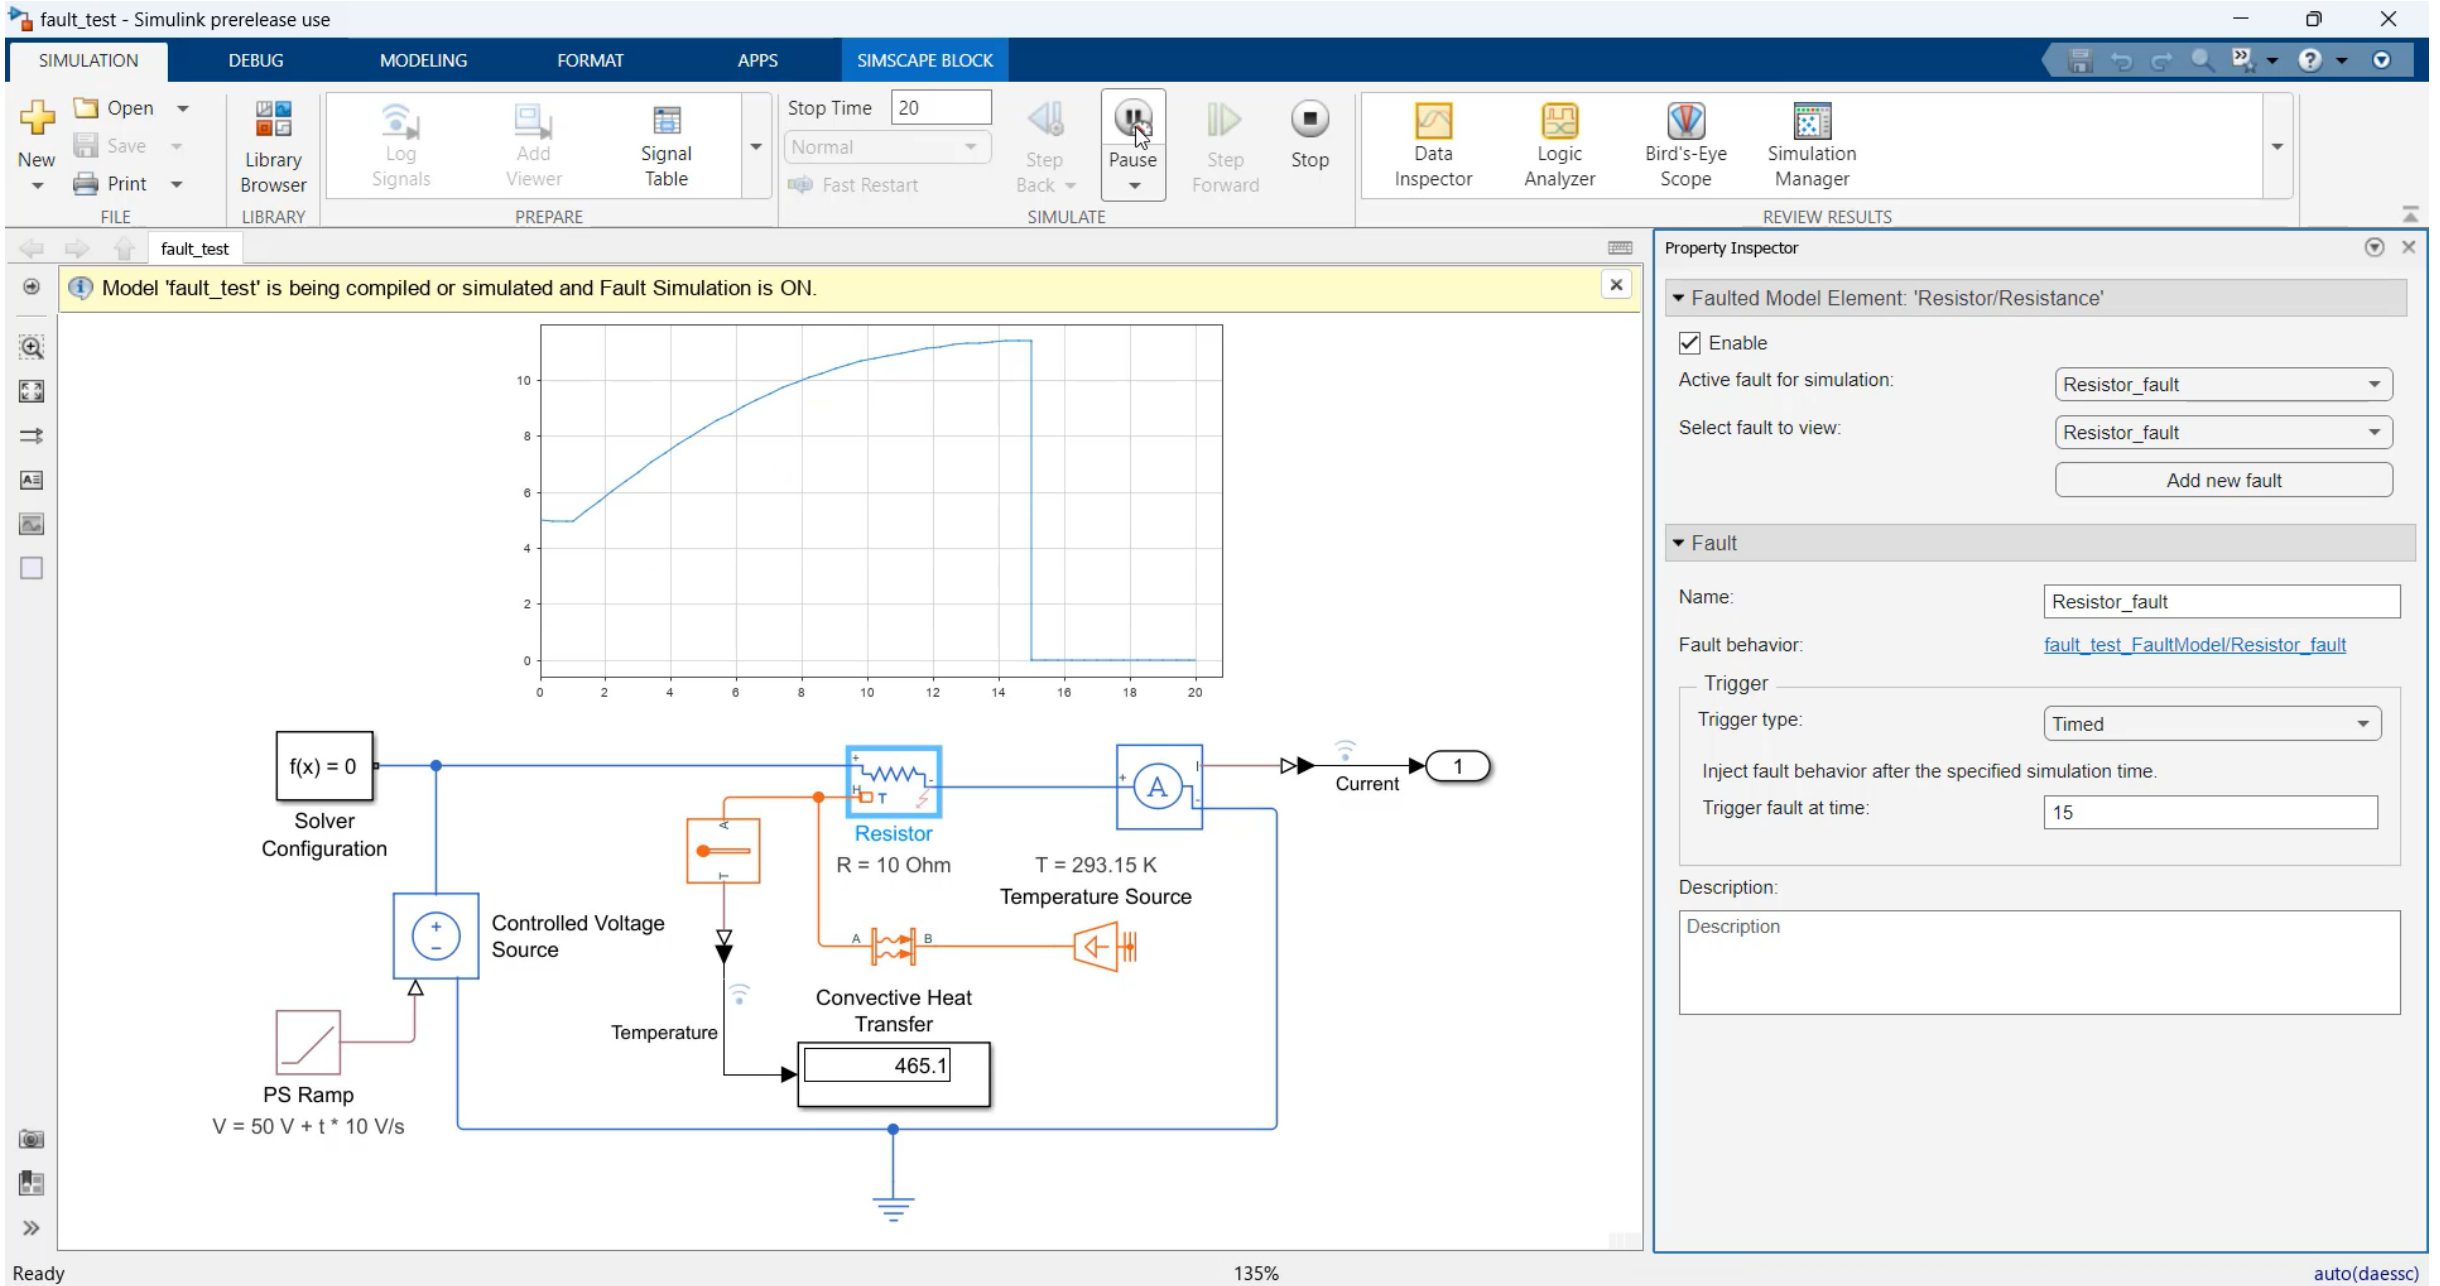 fault_test - Simulink prerelease use
SIMULATION
DEBUG
MODELING
FORMAT
APPS
SIMSCAPE BLOCK
New
Open
Save
Print
FILE
Library
Browser
LIBRARY
Log
Signals
Add
Viewer
Signal
Table
PREPARE
Stop Time
20
Normal
Fast Restart
Step
Back
Pause
Step
Forward
Stop
SIMULATE
Data
Inspector
Logic
Analyzer
Bird's-Eye
Scope
Simulation
Manager
REVIEW RESULTS
fault_test
Model 'fault_test' is being compiled or simulated and Fault Simulation is ON.
10
8
6
4
2
0
0 2 4 6 8 10 12 14 16 18 20
f(x) = 0
Solver
Configuration
+
-
H
T
Resistor
R = 10 Ohm
A
T
+
A
I
-
Current
1
T = 293.15 K
Temperature Source
A
B
Convective Heat
Transfer
Controlled Voltage
Source
+
−
Temperature
465.1
PS Ramp
V = 50 V + t * 10 V/s
Property Inspector
Faulted Model Element: 'Resistor/Resistance'
Enable
Active fault for simulation:
Resistor_fault
Select fault to view:
Resistor_fault
Add new fault
Fault
Name:
Resistor_fault
Fault behavior:
fault_test_FaultModel/Resistor_fault
Trigger
Trigger type:
Timed
Inject fault behavior after the specified simulation time.
Trigger fault at time:
15
Description:
Description
Ready
135%
auto(daessc)